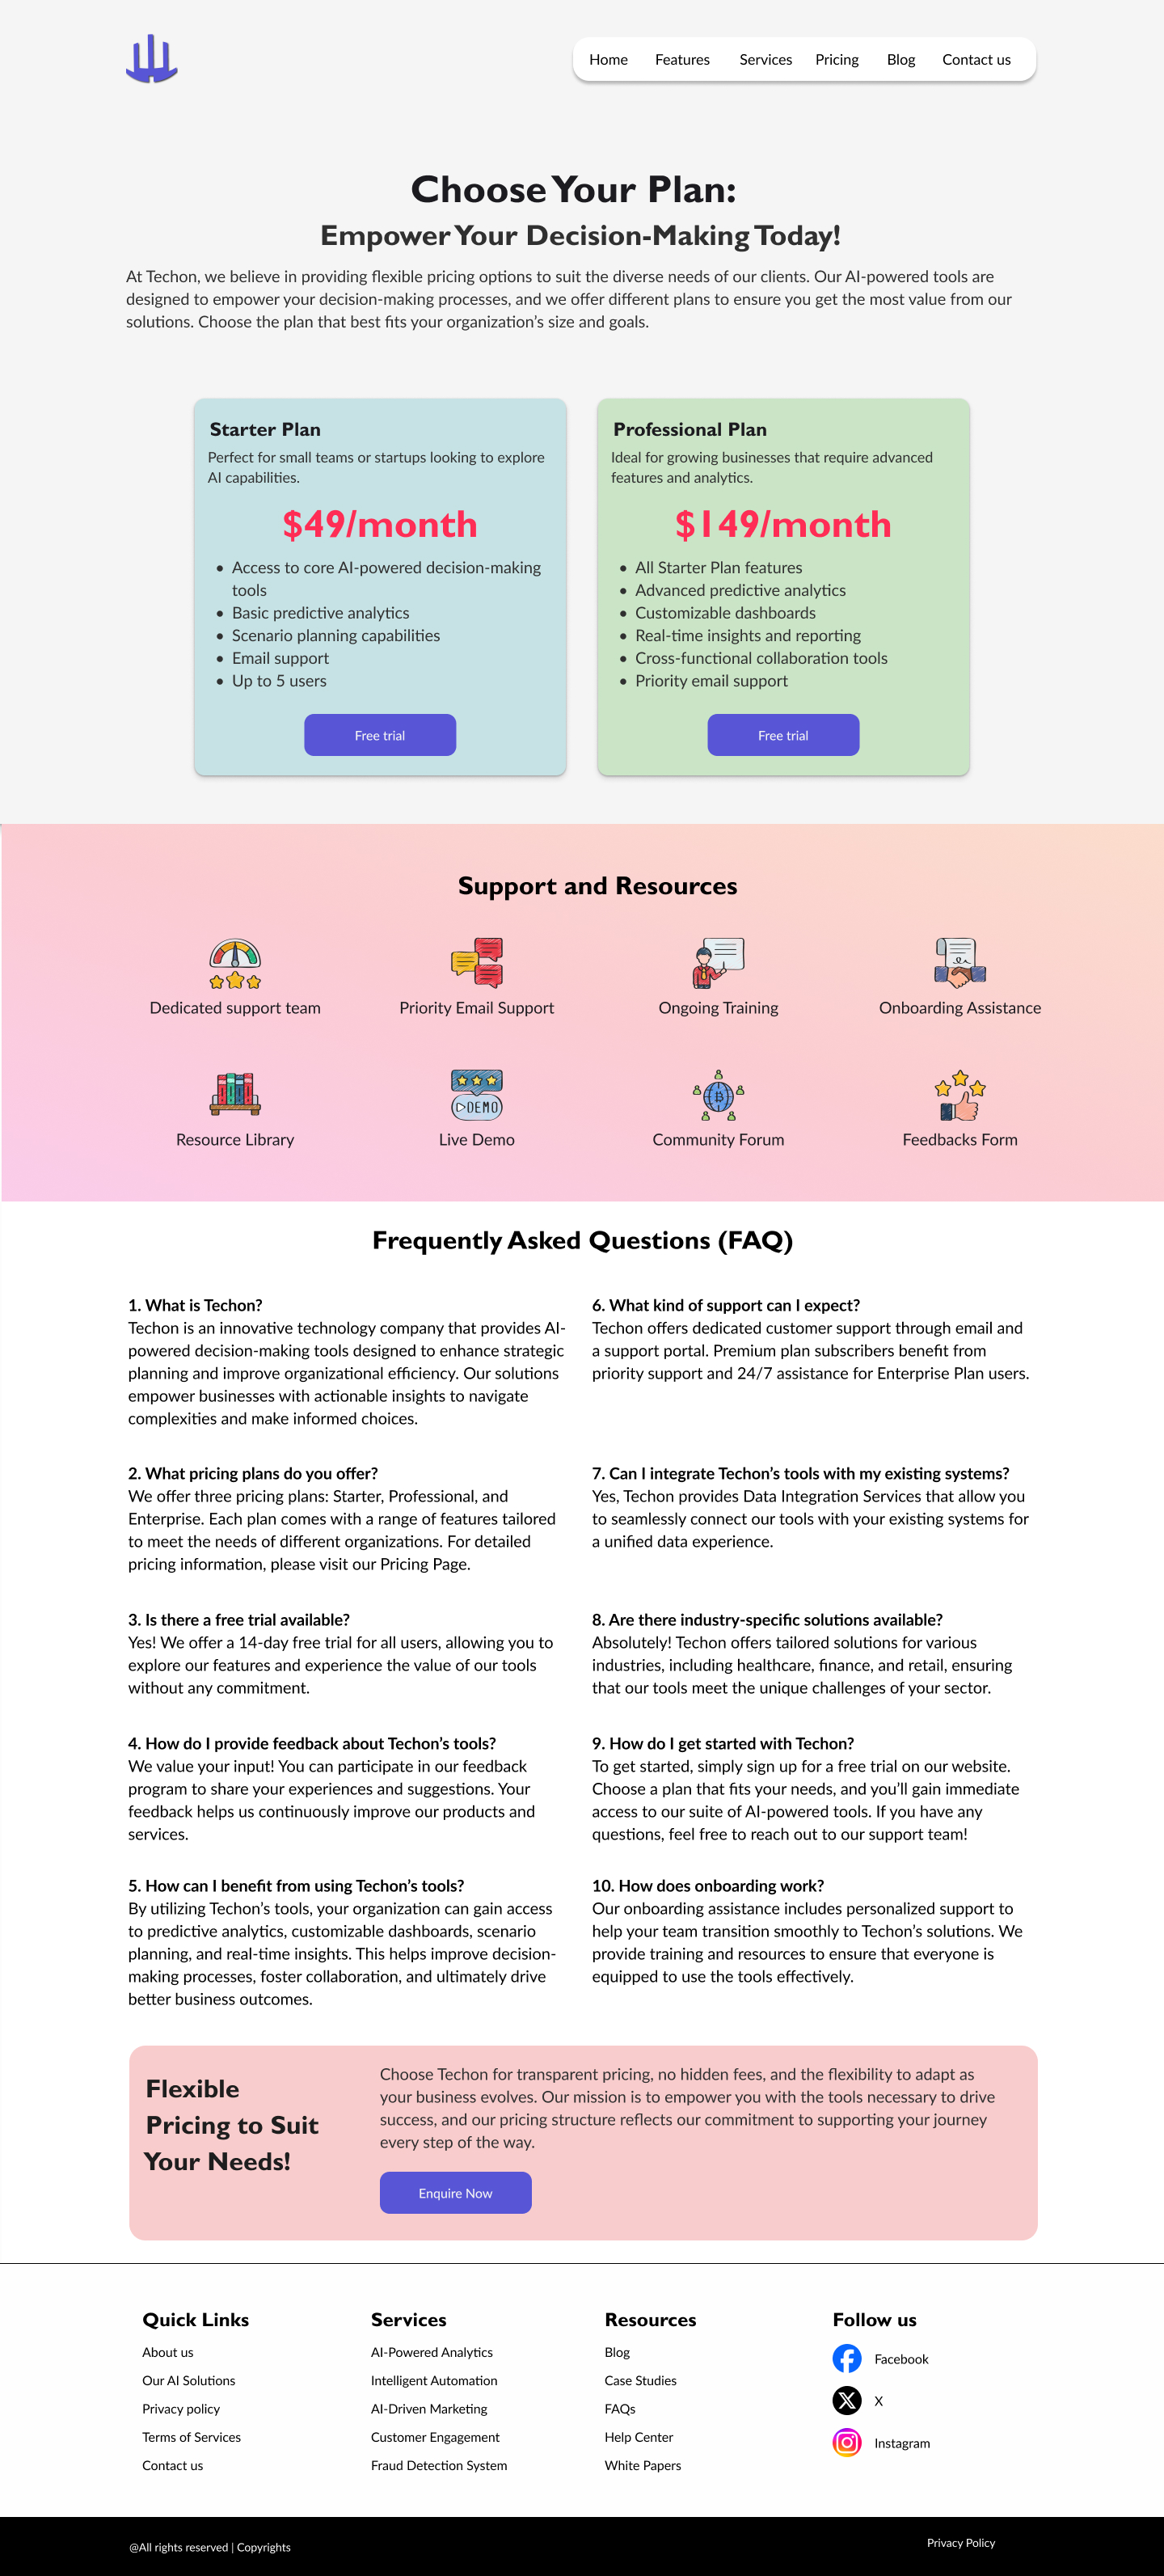 Home Features Services Pricing Blog Contact us
Choose Your Plan:
Empower Your Decision-Making Today!
At Techon, we believe in providing flexible pricing options to suit the diverse needs of our clients. Our AI-powered tools are
designed to empower your decision-making processes, and we offer different plans to ensure you get the most value from our
solutions. Choose the plan that best fits your organization's size and goals.
Starter Plan
Perfect for small teams or startups looking to explore
AI capabilities.
$49/month
• Access to core AI-powered decision-making
tools
• Basic predictive analytics
• Scenario planning capabilities
• Email support
• Up to 5 users
Free trial
Professional Plan
Ideal for growing businesses that require advanced
features and analytics.
$149/month
• All Starter Plan features
• Advanced predictive analytics
• Customizable dashboards
• Real-time insights and reporting
• Cross-functional collaboration tools
• Priority email support
Free trial
Support and Resources
Dedicated support team
Priority Email Support
Ongoing Training
Onboarding Assistance
DEMO
Resource Library
Live Demo
Community Forum
Feedbacks Form
Frequently Asked Questions (FAQ)
1. What is Techon?
Techon is an innovative technology company that provides AI-
powered decision-making tools designed to enhance strategic
planning and improve organizational efficiency. Our solutions
empower businesses with actionable insights to navigate
complexities and make informed choices.
2. What pricing plans do you offer?
We offer three pricing plans: Starter, Professional, and
Enterprise. Each plan comes with a range of features tailored
to meet the needs of different organizations. For detailed
pricing information, please visit our Pricing Page.
3. Is there a free trial available?
Yes! We offer a 14-day free trial for all users, allowing you to
explore our features and experience the value of our tools
without any commitment.
4. How do I provide feedback about Techon's tools?
We value your input! You can participate in our feedback
program to share your experiences and suggestions. Your
feedback helps us continuously improve our products and
services.
5. How can I benefit from using Techon's tools?
By utilizing Techon's tools, your organization can gain access
to predictive analytics, customizable dashboards, scenario
planning, and real-time insights. This helps improve decision-
making processes, foster collaboration, and ultimately drive
better business outcomes.
6. What kind of support can I expect?
Techon offers dedicated customer support through email and
a support portal. Premium plan subscribers benefit from
priority support and 24/7 assistance for Enterprise Plan users.
7. Can I integrate Techon's tools with my existing systems?
Yes, Techon provides Data Integration Services that allow you
to seamlessly connect our tools with your existing systems for
a unified data experience.
8. Are there industry-specific solutions available?
Absolutely! Techon offers tailored solutions for various
industries, including healthcare, finance, and retail, ensuring
that our tools meet the unique challenges of your sector.
9. How do I get started with Techon?
To get started, simply sign up for a free trial on our website.
Choose a plan that fits your needs, and you'll gain immediate
access to our suite of AI-powered tools. If you have any
questions, feel free to reach out to our support team!
10. How does onboarding work?
Our onboarding assistance includes personalized support to
help your team transition smoothly to Techon's solutions. We
provide training and resources to ensure that everyone is
equipped to use the tools effectively.
Flexible
Pricing to Suit
Your Needs!
Choose Techon for transparent pricing, no hidden fees, and the flexibility to adapt as
your business evolves. Our mission is to empower you with the tools necessary to drive
success, and our pricing structure reflects our commitment to supporting your journey
every step of the way.
Enquire Now
Quick Links
About us
Our AI Solutions
Privacy policy
Terms of Services
Contact us
Services
AI-Powered Analytics
Intelligent Automation
AI-Driven Marketing
Customer Engagement
Fraud Detection System
Resources
Blog
Case Studies
FAQs
Help Center
White Papers
Follow us
Facebook
X
Instagram
@All rights reserved | Copyrights
Privacy Policy